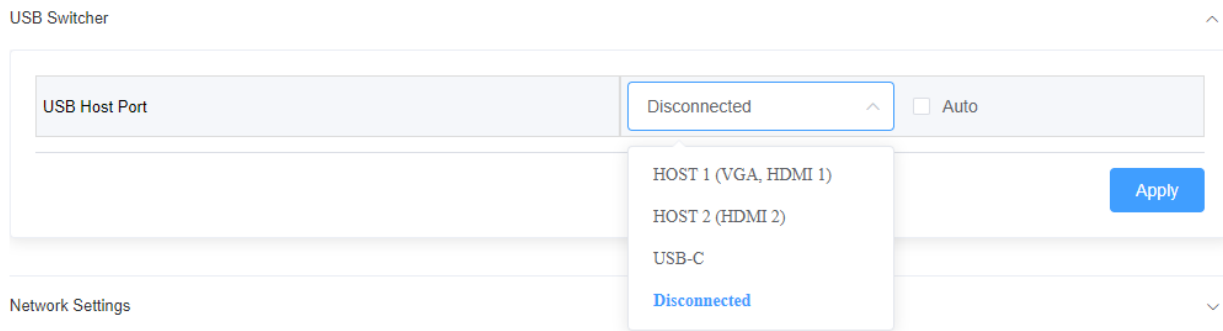 USB Switcher
USB Host Port
Disconnected
Auto
HOST 1 (VGA, HDMI 1)
HOST 2 (HDMI 2)
USB-C
Disconnected
Apply
Network Settings